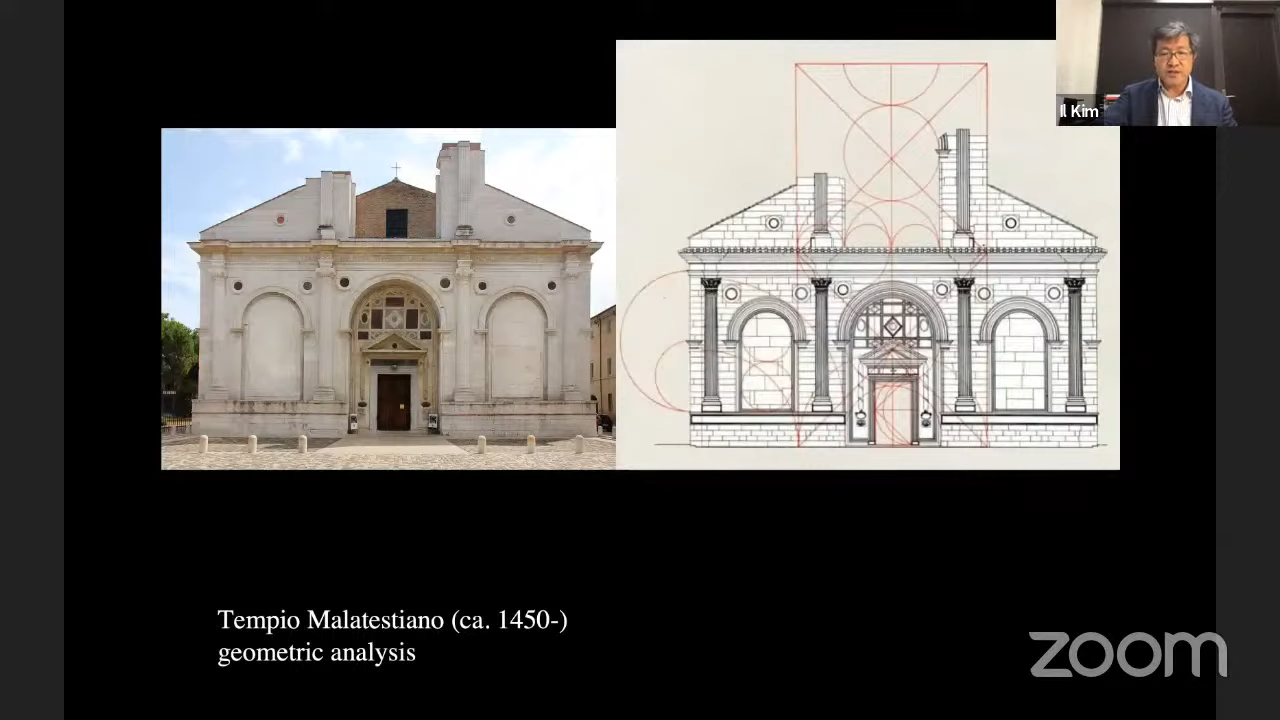 Il Kim
Tempio Malatestiano (ca. 1450-)
geometric analysis
zoom